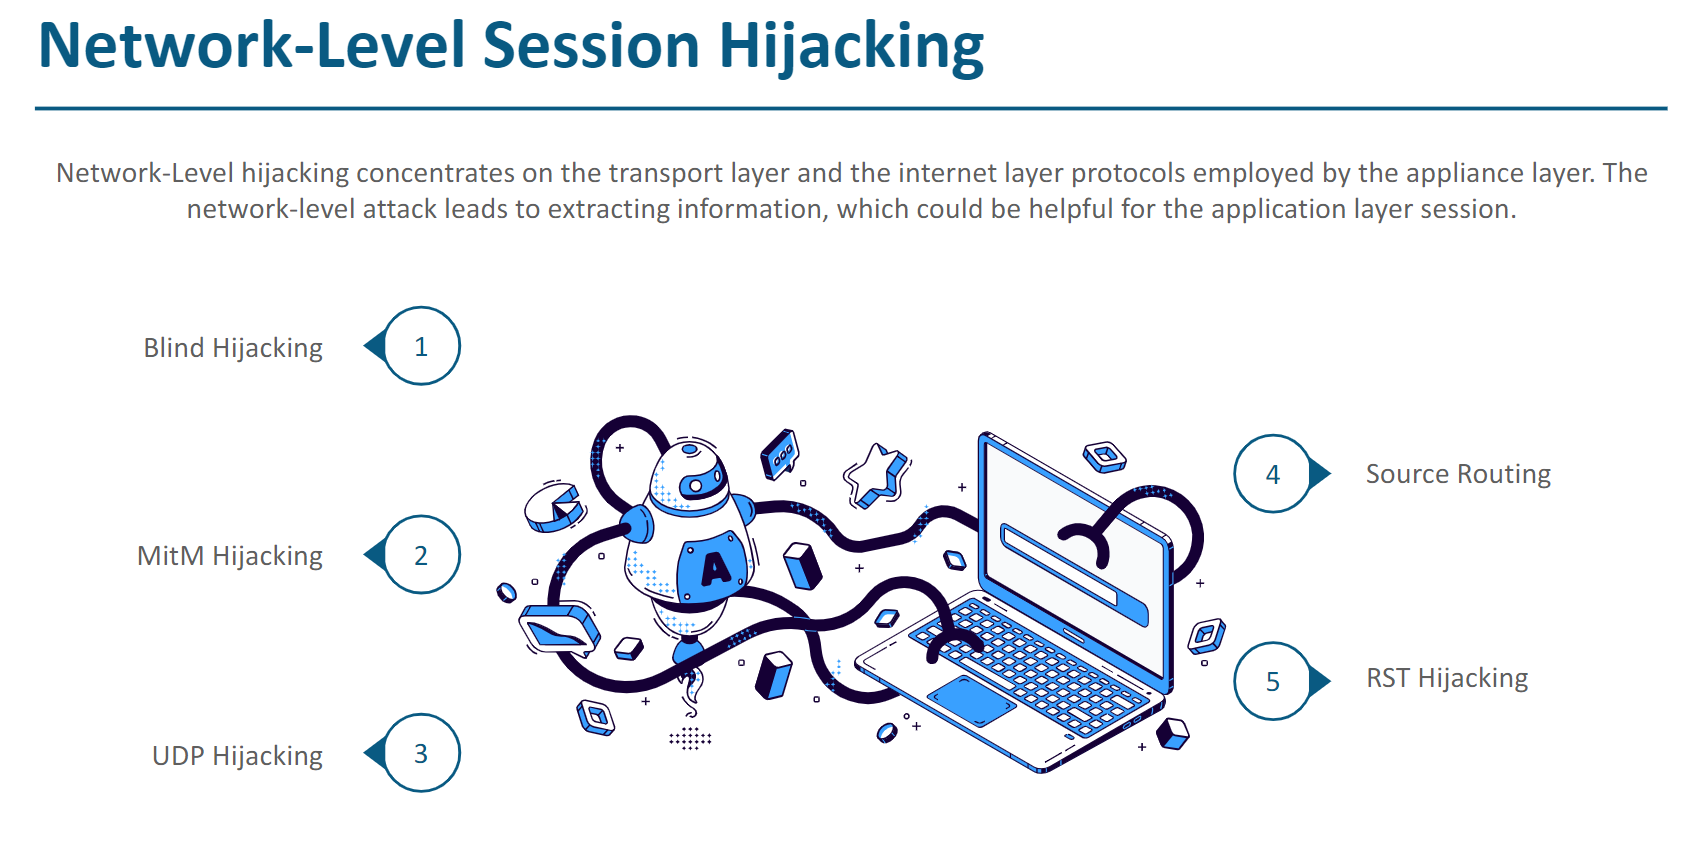 Network-Level Session Hijacking
Network-Level hijacking concentrates on the transport layer and the internet layer protocols employed by the appliance layer. The
network-level attack leads to extracting information, which could be helpful for the application layer session.
1
Blind Hijacking
2
MitM Hijacking
3
UDP Hijacking
4
Source Routing
5
RST Hijacking
A